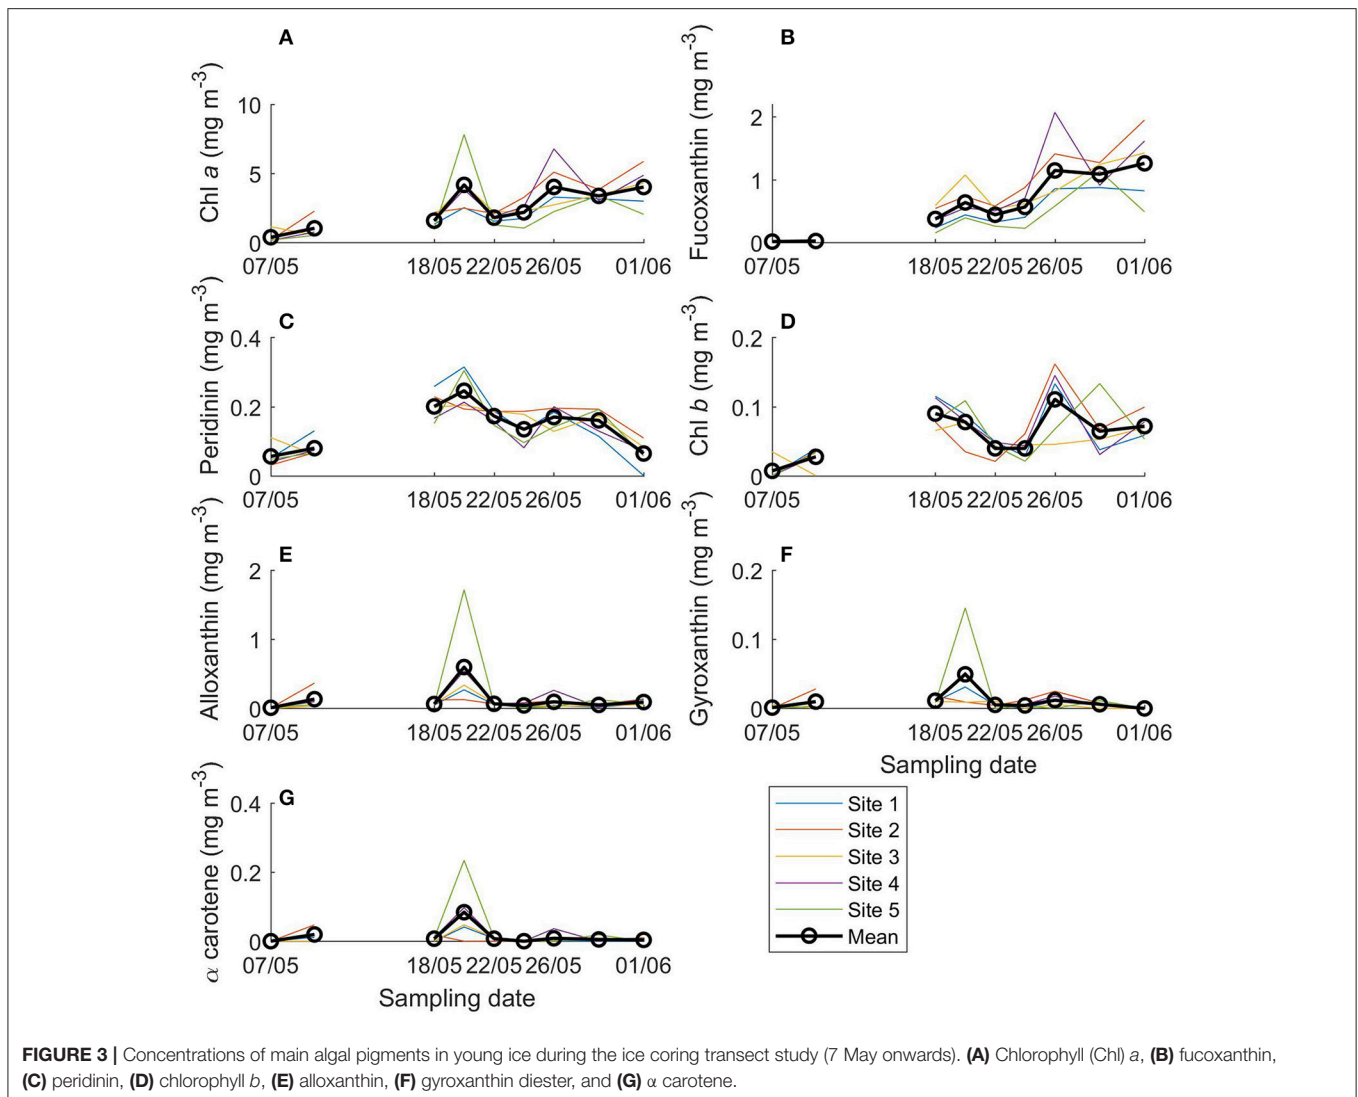 A
Chl a (mg m-3)
10
5
0
07/05 18/05 22/05 26/05 01/06
B
Fucoxanthin (mg m-3)
2
1
0
07/05 18/05 22/05 26/05 01/06
C
Peridinin (mg m-3)
0.4
0.2
0
07/05 18/05 22/05 26/05 01/06
D
Chl b (mg m-3)
0.2
0.1
0
07/05 18/05 22/05 26/05 01/06
E
Alloxanthin (mg m-3)
2
1
0
07/05 18/05 22/05 26/05 01/06
F
Gyroxanthin (mg m-3)
0.2
0.1
0
07/05 18/05 22/05 26/05 01/06
Sampling date
G
α carotene (mg m-3)
0.4
0.2
0
07/05 18/05 22/05 26/05 01/06
Sampling date
Site 1
Site 2
Site 3
Site 4
Site 5
Mean
FIGURE 3 | Concentrations of main algal pigments in young ice during the ice coring transect study (7 May onwards). (A) Chlorophyll (Chl) a, (B) fucoxanthin,
(C) peridinin, (D) chlorophyll b, (E) alloxanthin, (F) gyroxanthin diester, and (G) α carotene.